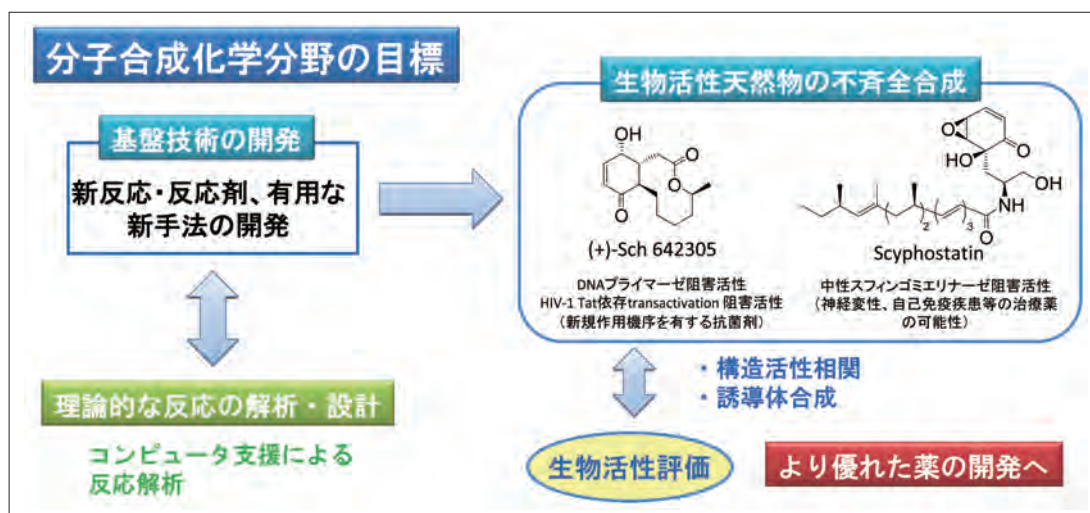 分子合成化学分野の目標
基盤技術の開発
新反応・反応剤、有用な
新手法の開発
理論的な反応の解析・設計
コンピュータ支援による
反応解析
生物活性天然物の不斉全合成
OH
O
O
O
(+)-Sch 642305
DNAプライマーゼ阻害活性
HIV-1 Tat依存transactivation 阻害活性
（新規作用機序を有する抗菌剤）
O
O
HO
OH
NH
2
3
O
Scyphostatin
中性スフィンゴミエリナーゼ阻害活性
（神経変性、自己免疫疾患等の治療薬
の可能性）
・構造活性相関
・誘導体合成
生物活性評価
より優れた薬の開発へ